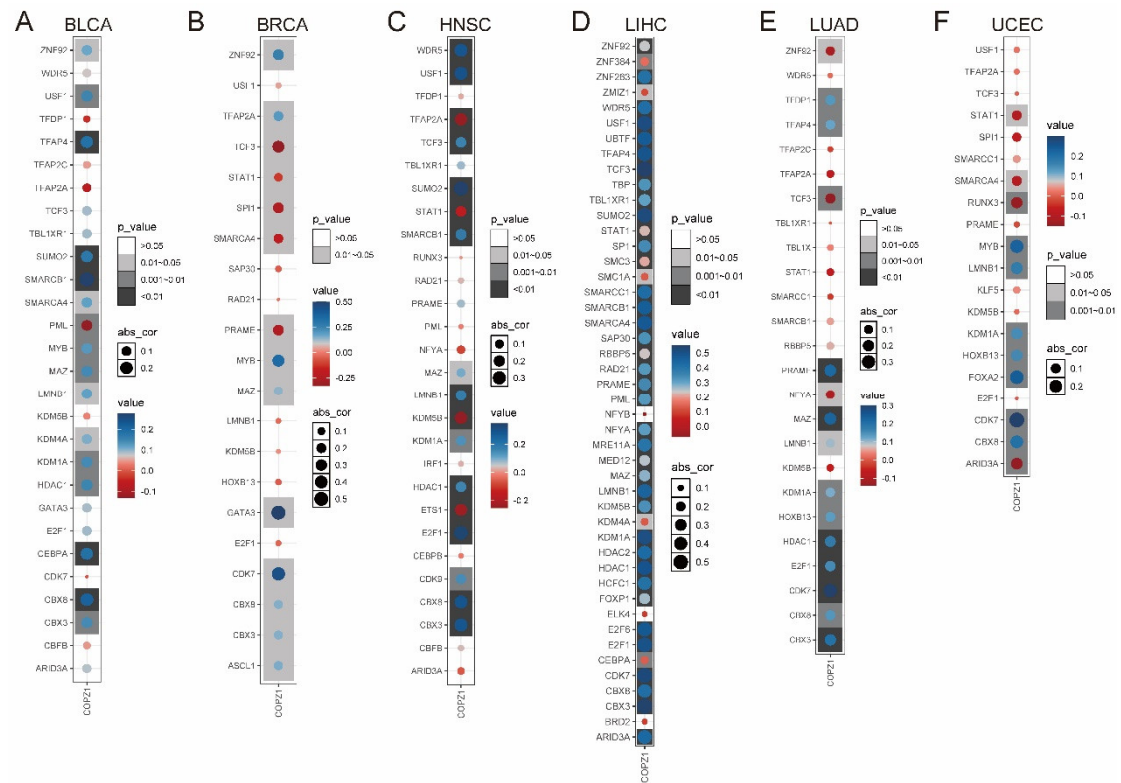 A BLCA
ZNF92
WDR5
USF1
TFDP1
TFAP4
TFAP2C
TFAP2A
TCF3
TBL1XR1
SUMO2
SMARCB1
SMARCA4
PML
MYB
MAZ
LMNB1
KDM5B
KDM4A
KDM1A
HDAC1
GATA3
E2F1
CEBPA
CDK7
CBX8
CBX3
CBFB
ARID3A
COPZ1
p_value
>0.05
0.01~0.05
0.001~0.01
<0.01
abs_cor
0.1
0.2
value
0.2
0.1
0.0
-0.1
B BRCA
ZNF92
USF1
TFAP2A
TCF3
STAT1
SPI1
SMARCA4
SAP30
RAD21
PRAME
MYB
MAZ
LMNB1
KDM5B
HOXB13
GATA3
E2F1
CDK7
CBX8
CBX3
ASCL1
COPZ1
p_value
>0.05
0.01~0.05
value
0.50
0.25
0.00
-0.25
abs_cor
0.1
0.2
0.3
0.4
0.5
C HNSC
WDR5
USF1
TFDP1
TFAP2A
TCF3
TBL1XR1
SUMO2
STAT1
SMARCB1
RUNX3
RAD21
PRAME
PML
NFYA
MAZ
LMNB1
KDM5B
KDM1A
IRF1
HDAC1
ETS1
E2F1
CEBPB
CDK9
CBX8
CBX3
CBFB
ARID3A
COPZ1
p_value
>0.05
0.01~0.05
0.001~0.01
<0.01
abs_cor
0.1
0.2
0.3
value
0.2
0.0
-0.2
D LIHC
ZNF92
ZNF384
ZNF263
ZMIZ1
WDR5
USF1
UBTF
TFAP4
TCF3
TBP
TBL1XR1
SUMO2
STAT1
SP1
SMC3
SMC1A
SMARCC1
SMARCB1
SMARCA4
SAP30
RBBP5
RAD21
PRAME
PML
NFYB
NFYA
MRE11A
MED12
MAZ
LMNB1
KDM5B
KDM4A
KDM1A
HDAC2
HDAC1
HCFC1
FOXP1
ELK4
E2F6
E2F1
CEBPA
CDK7
CBX8
CBX3
BRD2
ARID3A
COPZ1
p_value
>0.05
0.01~0.05
0.001~0.01
<0.01
value
0.5
0.4
0.3
0.2
0.1
0.0
abs_cor
0.1
0.2
0.3
0.4
0.5
E LUAD
ZNF92
WDR5
TFDP1
TFAP4
TFAP2C
TFAP2A
TCF3
TBL1XR1
TBL1X
STAT1
SMARCC1
SMARCB1
RBBP5
PRAME
NFYA
MAZ
LMNB1
KDM5B
KDM1A
HOXB13
HDAC1
E2F1
CDK7
CBX8
CBX3
COPZ1
p_value
>0.05
0.01~0.05
0.001~0.01
<0.01
abs_cor
0.1
0.2
0.3
value
0.3
0.2
0.1
0.0
-0.1
F UCEC
USF1
TFAP2A
TCF3
STAT1
SPI1
SMARCC1
SMARCA4
RUNX3
PRAME
MYB
LMNB1
KLF5
KDM5B
KDM1A
HOXB13
FOXA2
E2F1
CDK7
CBX8
ARID3A
COPZ1
value
0.2
0.1
0.0
-0.1
p_value
>0.05
0.01~0.05
0.001~0.01
abs_cor
0.1
0.2